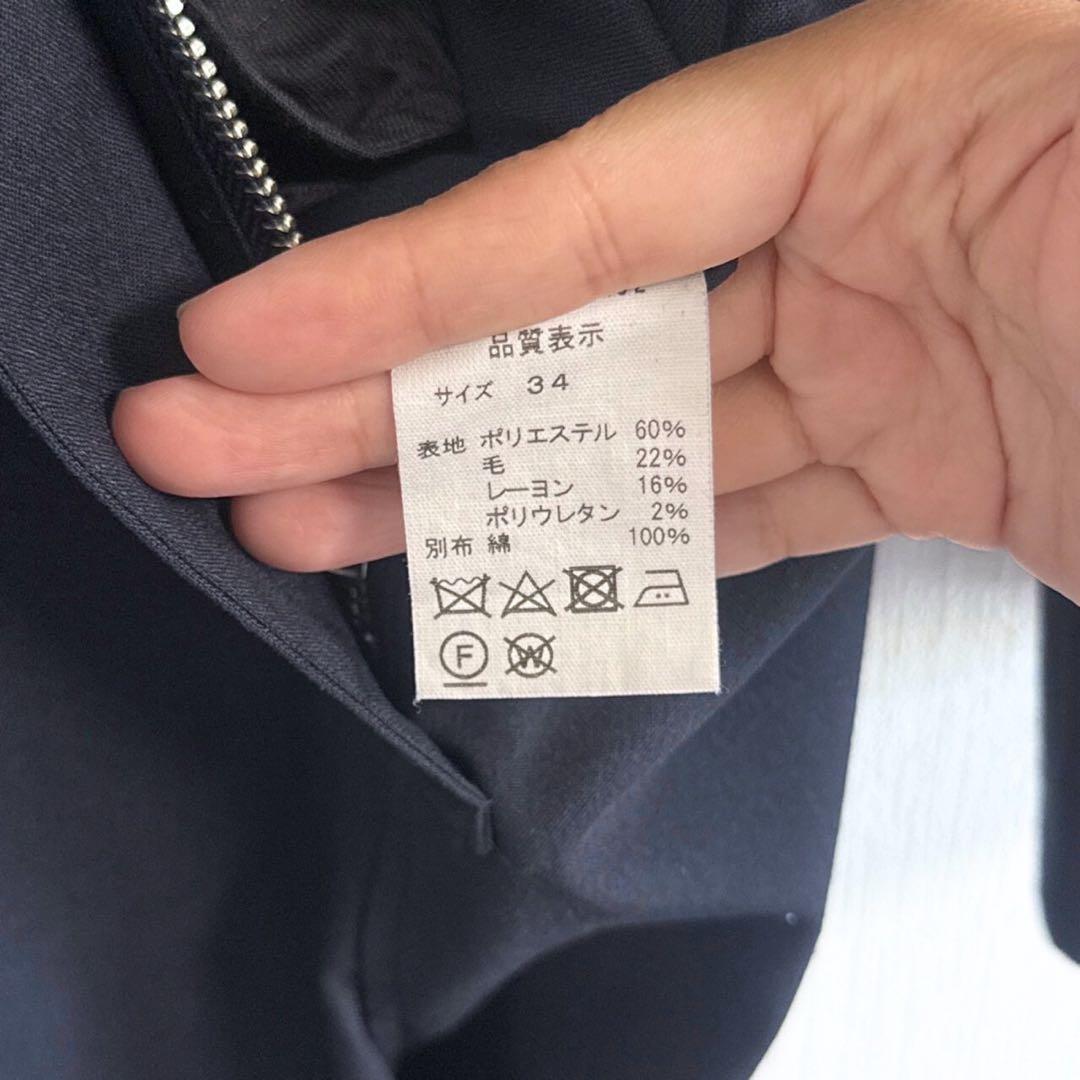 品質表示
サイズ 34
表地 ポリエステル 60%
毛 22%
レーヨン 16%
ポリウレタン 2%
別布 綿 100%
F W